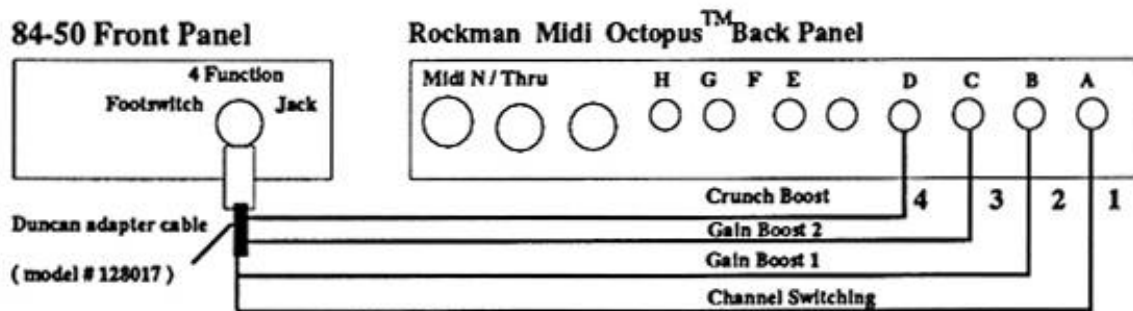 84-50 Front Panel
Rockman Midi Octopus™ Back Panel
4 Function
Footswitch Jack
Midi N / Thru H G F E D C B A
Crunch Boost 4 3 2 1
Duncan adapter cable
Gain Boost 2
( model # 128017 )
Gain Boost 1
Channel Switching